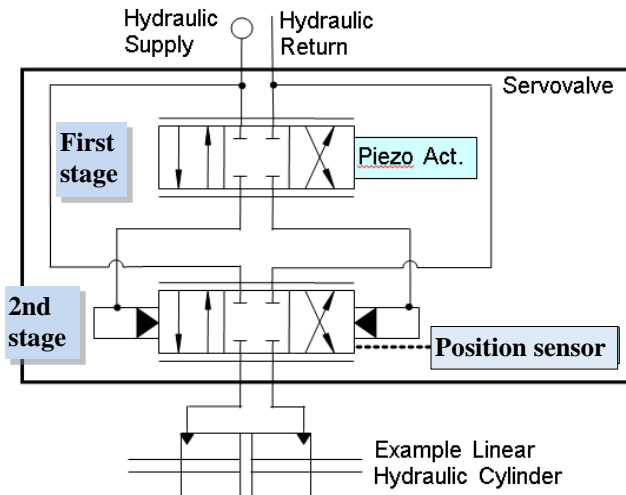 Hydraulic
Supply
Hydraulic
Return
Servovalve
First
stage
Piezo Act.
2nd
stage
Position sensor
Example Linear
Hydraulic Cylinder